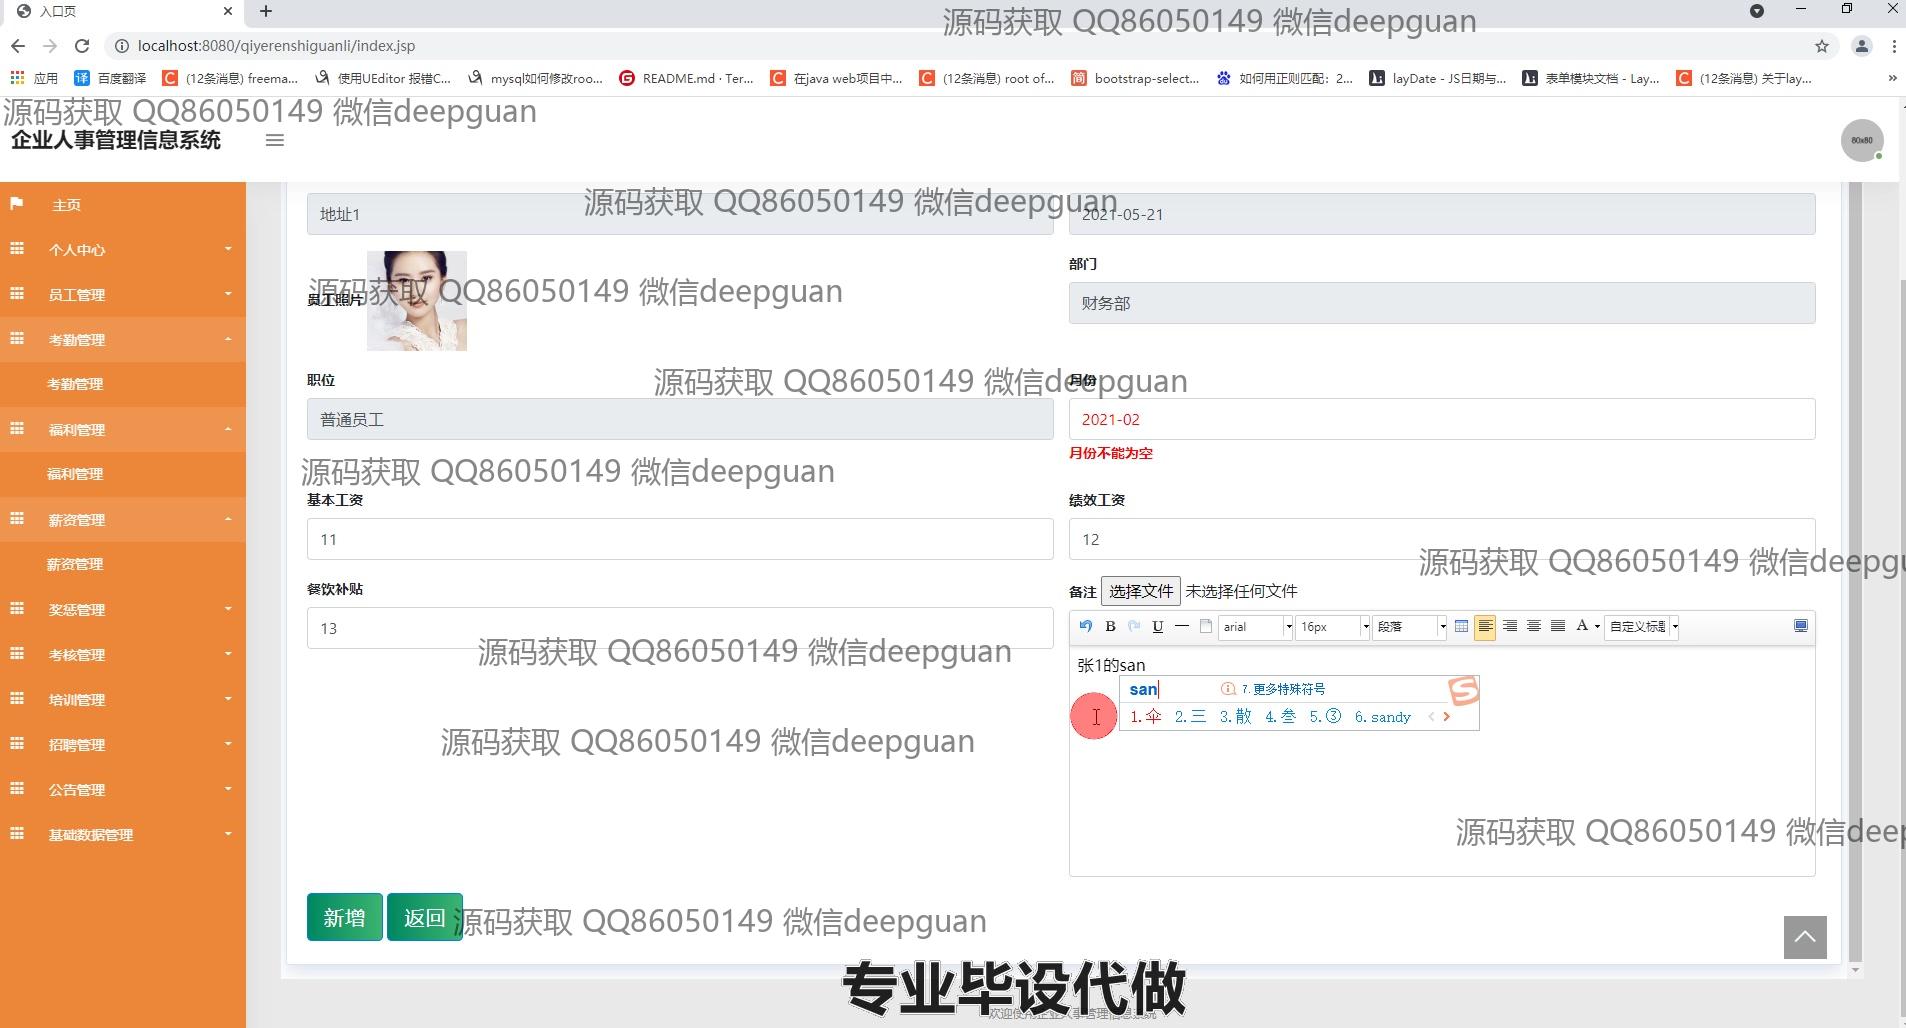 入口页
源码获取 QQ86050149 微信deepguan
localhost:8080/qiyerenshiguanli/index.jsp
应用 百度翻译 (12条消息) freema... 使用UEditor 报错C... mysql如何修改roo... README.md · Ter... 在java web项目中... (12条消息) root of... bootstrap-select... 如何用正则匹配：2... layDate - JS日期与... 表单模块文档 - Lay... (12条消息) 关于lay...
源码获取 QQ86050149 微信deepguan
企业人事管理信息系统
80x80
主页
个人中心
员工管理
考勤管理
考勤管理
福利管理
福利管理
薪资管理
薪资管理
奖惩管理
考核管理
培训管理
招聘管理
公告管理
基础数据管理
源码获取 QQ86050149 微信deepguan
地址1
2021-05-21
员工照片
源码获取 QQ86050149 微信deepguan
部门
财务部
源码获取 QQ86050149 微信deepguan
职位
普通员工
月份
2021-02
月份不能为空
源码获取 QQ86050149 微信deepguan
基本工资
11
绩效工资
12
源码获取 QQ86050149 微信deepgu
餐饮补贴
13
备注 选择文件 未选择任何文件
B U arial 16px 段落 A 自定义标题
源码获取 QQ86050149 微信deepguan
张1的san
san 7.更多特殊符号
1.伞 2.三 3.散 4.叁 5.③ 6.sandy
源码获取 QQ86050149 微信deepguan
源码获取 QQ86050149 微信deep
新增 返回
源码获取 QQ86050149 微信deepguan
专业毕设代做
欢迎使用企业人事管理信息系统